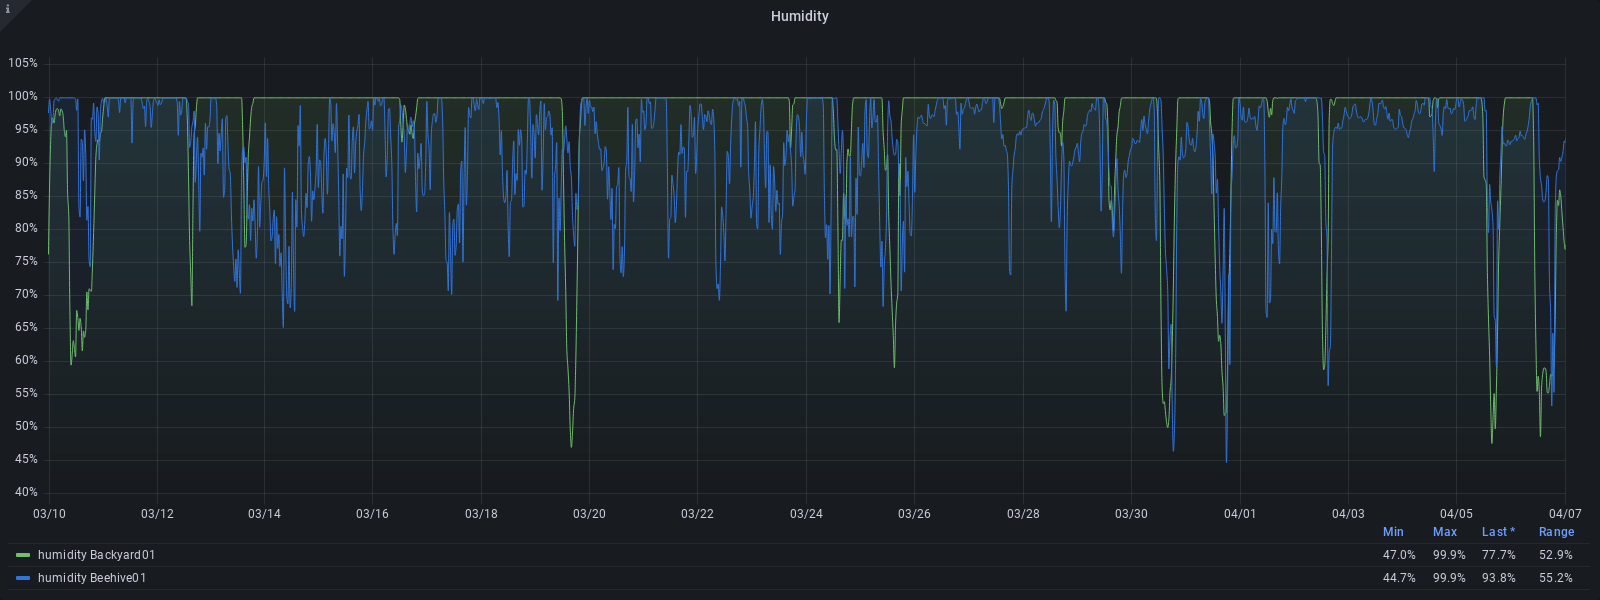 i
Humidity
105%
100%
95%
90%
85%
80%
75%
70%
65%
60%
55%
50%
45%
40%
03/10 03/12 03/14 03/16 03/18 03/20 03/22 03/24 03/26 03/28 03/30 04/01 04/03 04/05 04/07
Min Max Last * Range
humidity Backyard01 47.0% 99.9% 77.7% 52.9%
humidity Beehive01 44.7% 99.9% 93.8% 55.2%